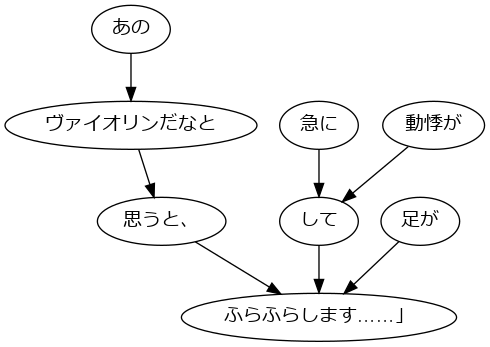 あの
ヴァイオリンだなと
急に
動悸が
思うと、
して
足が
ふらふらします……」